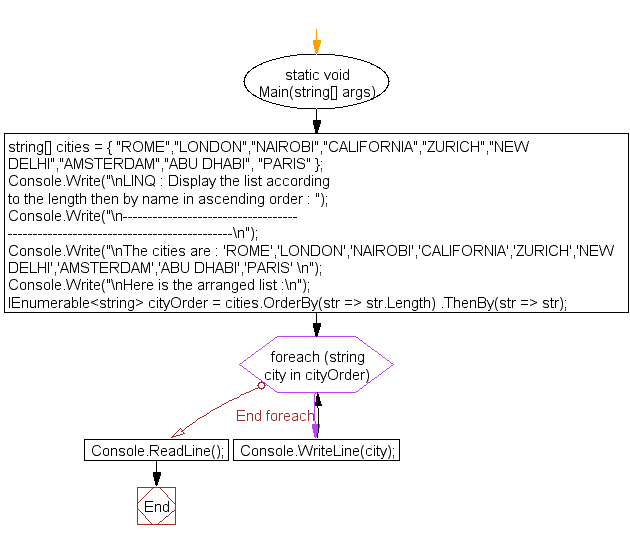 static void
Main(string[] args)
string[] cities = { "ROME","LONDON","NAIROBI","CALIFORNIA","ZURICH","NEW
DELHI","AMSTERDAM","ABU DHABI", "PARIS" };
Console.Write("\nLINQ : Display the list according
to the length then by name in ascending order : ");
Console.Write("\n-----------------------------------
---------------------------------------------\n");
Console.Write("\nThe cities are : 'ROME','LONDON','NAIROBI','CALIFORNIA','ZURICH','NEW
DELHI','AMSTERDAM','ABU DHABI','PARIS' \n");
Console.Write("\nHere is the arranged list :\n");
IEnumerable<string> cityOrder = cities.OrderBy(str => str.Length) .ThenBy(str => str);
foreach (string
city in cityOrder)
End foreach
Console.ReadLine();
Console.WriteLine(city);
End